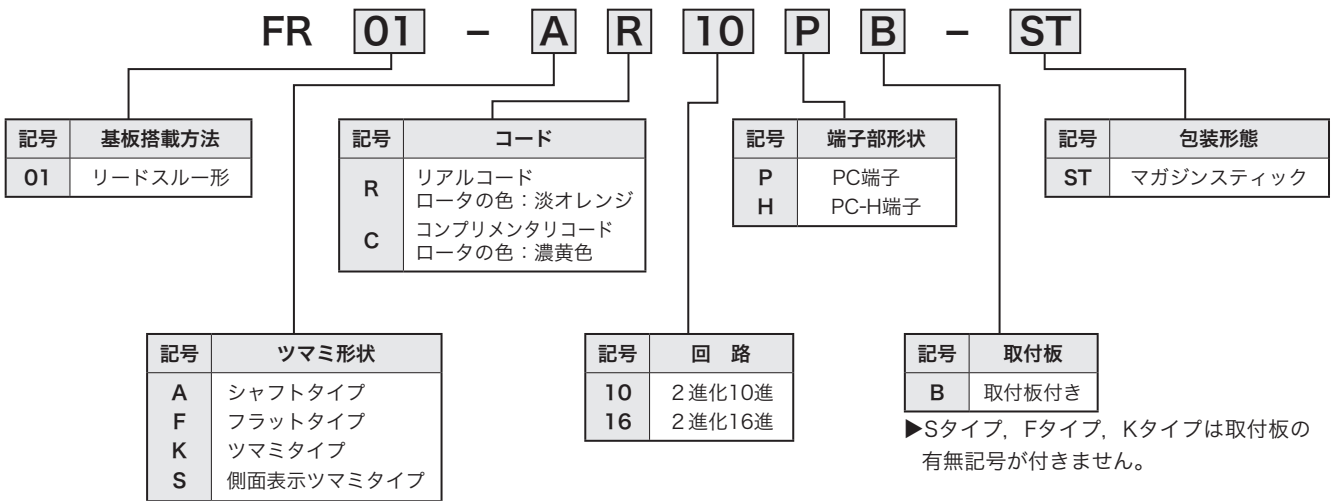 FR 01 – A R 10 P B – ST
記号 基板搭載方法
01 リードスルー形
記号 コード
R リアルコード
ロータの色：淡オレンジ
C コンプリメンタリコード
ロータの色：濃黄色
記号 端子部形状
P PC端子
H PC-H端子
記号 包装形態
ST マガジンスティック
記号 ツマミ形状
A シャフトタイプ
F フラットタイプ
K ツマミタイプ
S 側面表示ツマミタイプ
記号 回　路
10 2進化10進
16 2進化16進
記号 取付板
B 取付板付き
▶Sタイプ，Fタイプ，Kタイプは取付板の
有無記号が付きません。